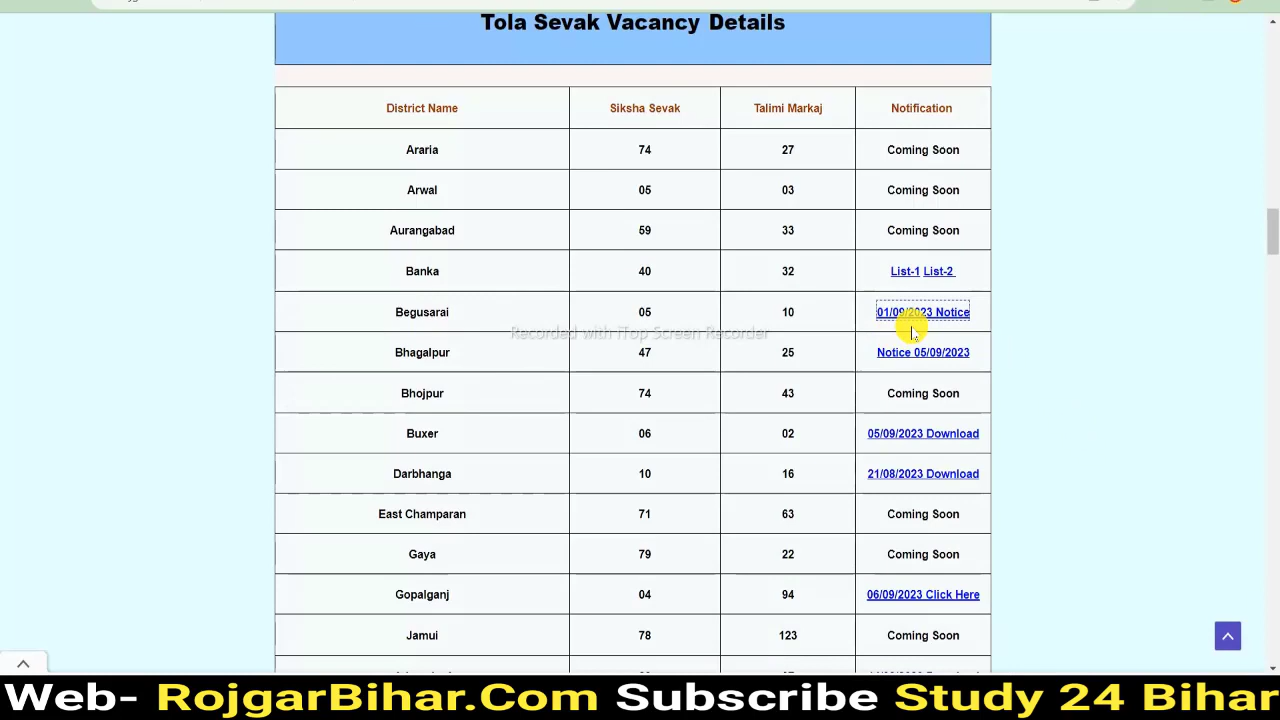 Tola Sevak Vacancy Details
District Name Siksha Sevak Talimi Markaj Notification
Araria 74 27 Coming Soon
Arwal 05 03 Coming Soon
Aurangabad 59 33 Coming Soon
Banka 40 32 List-1 List-2
Begusarai 05 10 01/09/2023 Notice
Recorded with iTop Screen Recorder
Bhagalpur 47 25 Notice 05/09/2023
Bhojpur 74 43 Coming Soon
Buxer 06 02 05/09/2023 Download
Darbhanga 10 16 21/08/2023 Download
East Champaran 71 63 Coming Soon
Gaya 79 22 Coming Soon
Gopalganj 04 94 06/09/2023 Click Here
Jamui 78 123 Coming Soon
Web- RojgarBihar.Com Subscribe Study 24 Bihar